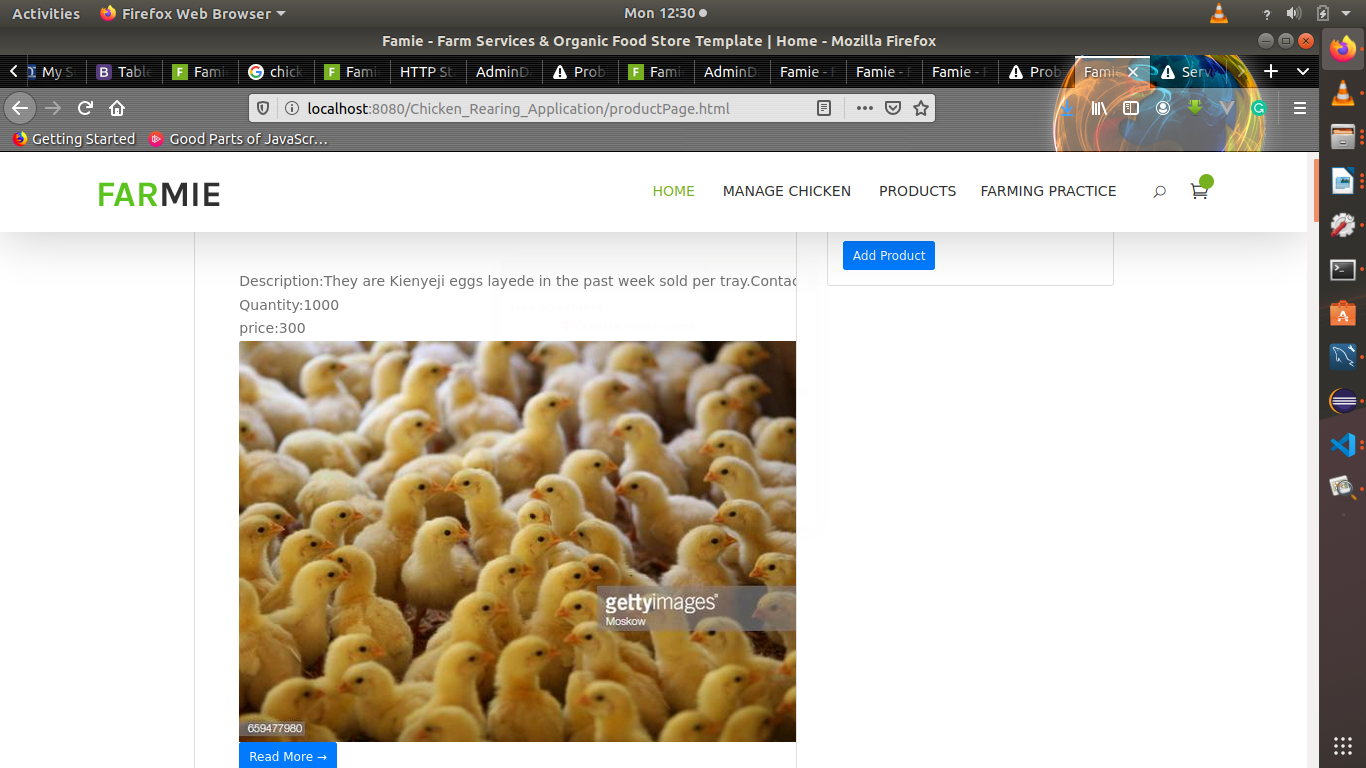 Activities Firefox Web Browser Mon 12:30
Famie - Farm Services & Organic Food Store Template | Home - Mozilla Firefox
My S Table Fami chick Fami HTTP St AdminD Prob Fami AdminD Famie - F Famie - F Famie - F Prob Fami Serv
localhost:8080/Chicken_Rearing_Application/productPage.html
Getting Started Good Parts of JavaScr…
FARMIE HOME MANAGE CHICKEN PRODUCTS FARMING PRACTICE
Add Product
Description:They are Kienyeji eggs layede in the past week sold per tray.Contac
Quantity:1000
price:300
gettyimages®
Moskow
659477980
Read More →